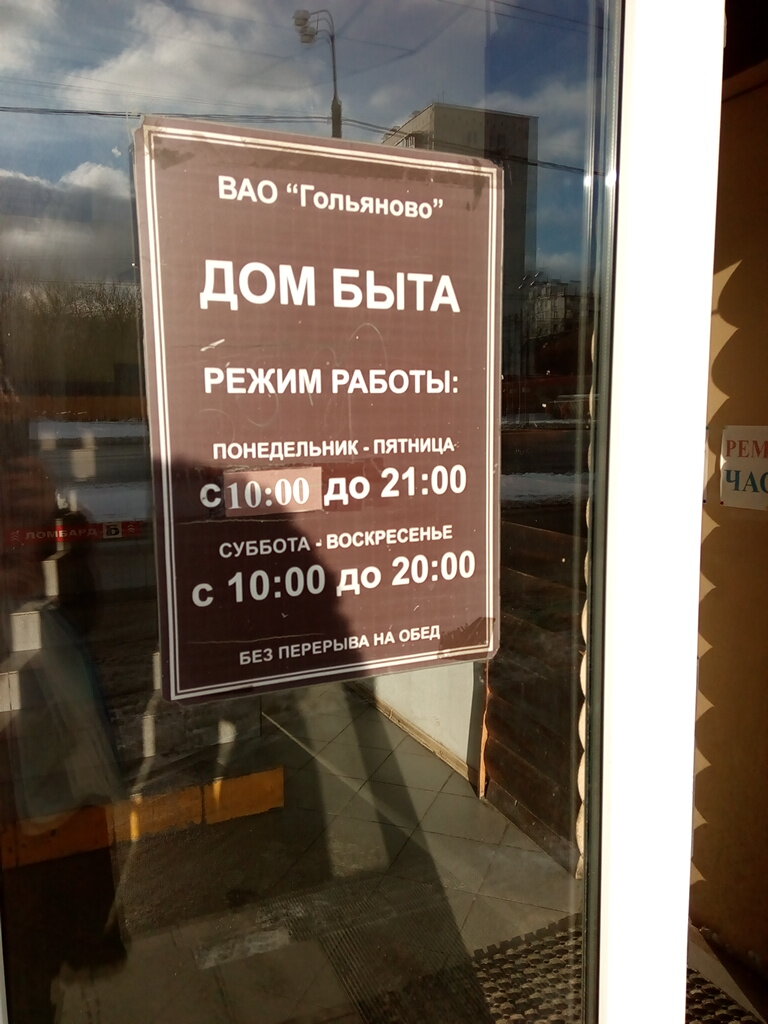 ВАО “Гольяново”
ДОМ БЫТА
РЕЖИМ РАБОТЫ:
ПОНЕДЕЛЬНИК - ПЯТНИЦА
с 10:00 до 21:00
СУББОТА - ВОСКРЕСЕНЬЕ
с 10:00 до 20:00
БЕЗ ПЕРЕРЫВА НА ОБЕД
ЛОМБАРД Б